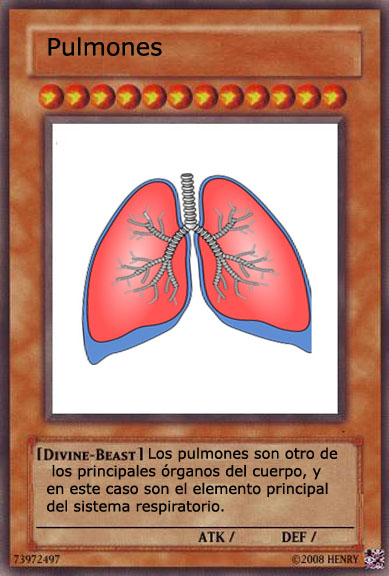 Pulmones
[DIVINE-BEAST] Los pulmones son otro de
los principales órganos del cuerpo, y
en este caso son el elemento principal
del sistema respiratorio.
ATK / DEF /
73972497 ©2008 HENRY